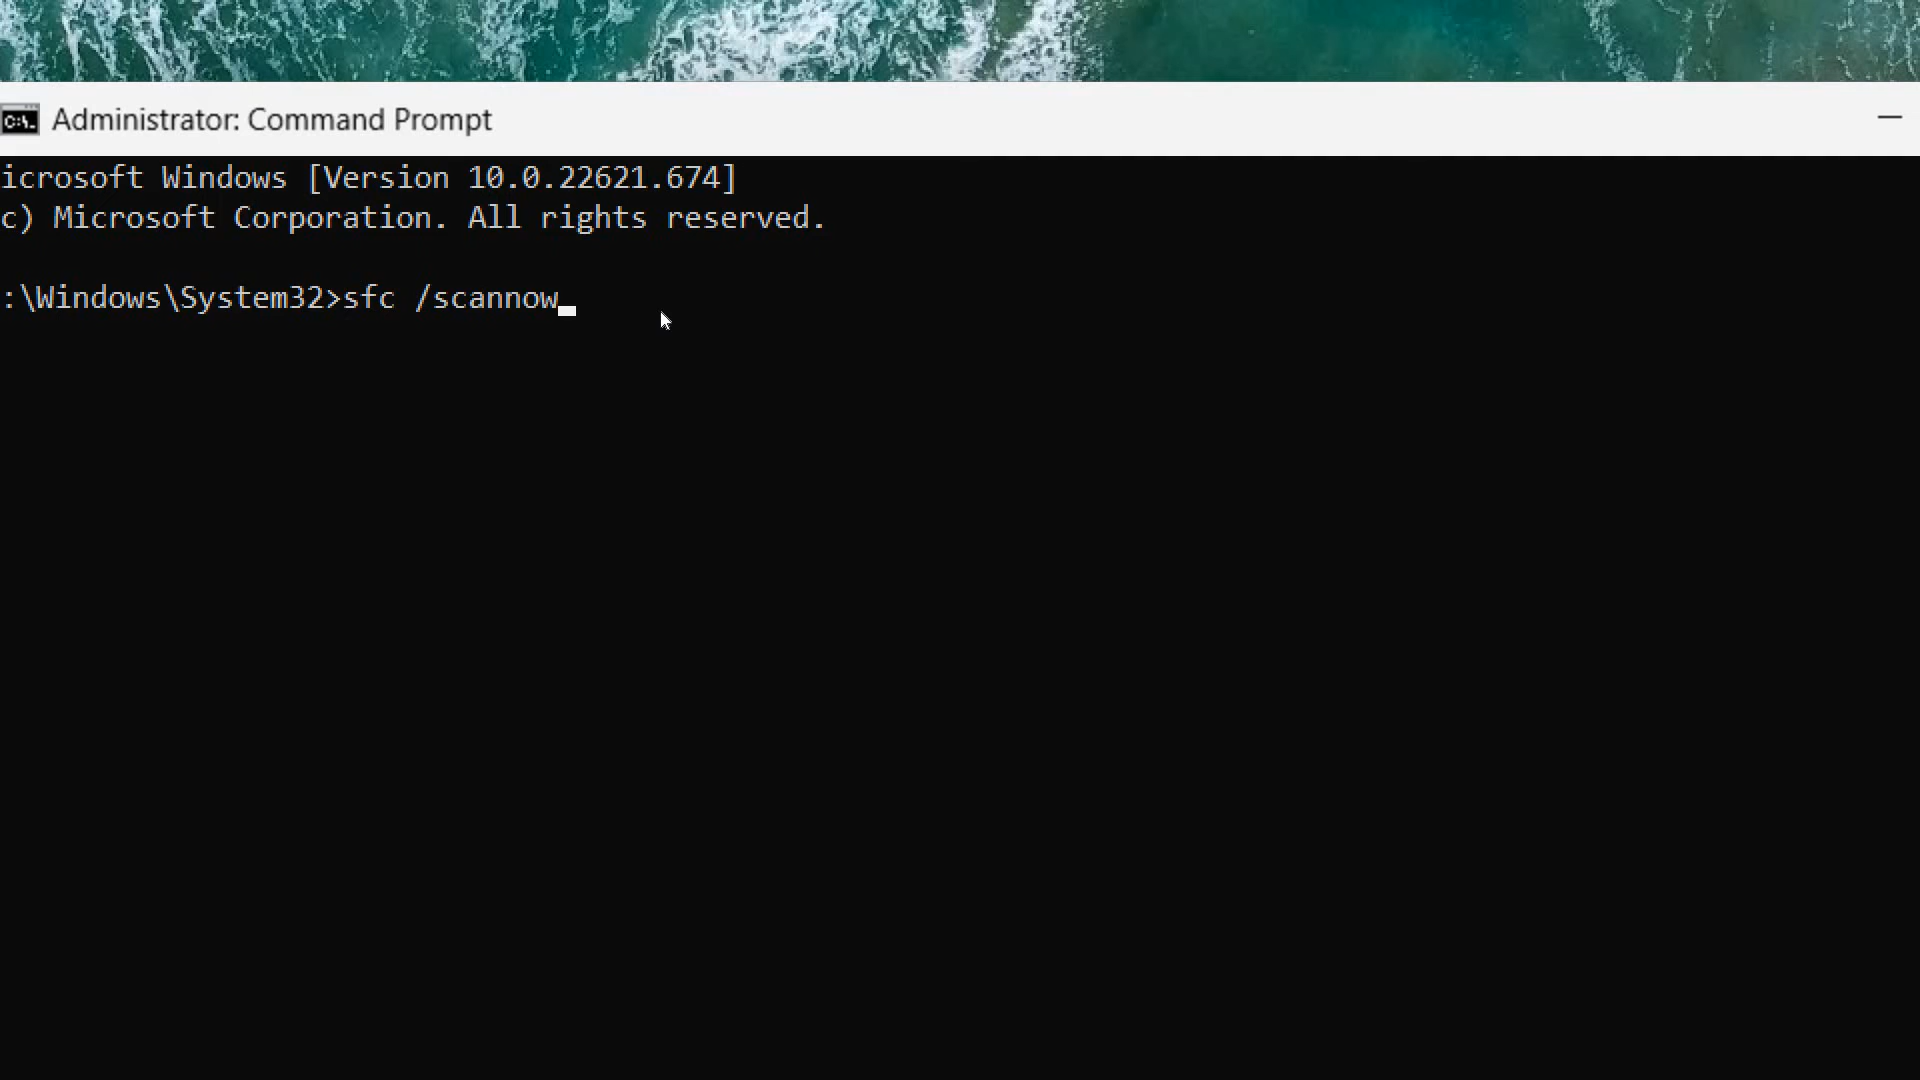 Administrator: Command Prompt
icrosoft Windows [Version 10.0.22621.674]
c) Microsoft Corporation. All rights reserved.
:\Windows\System32>sfc /scannow